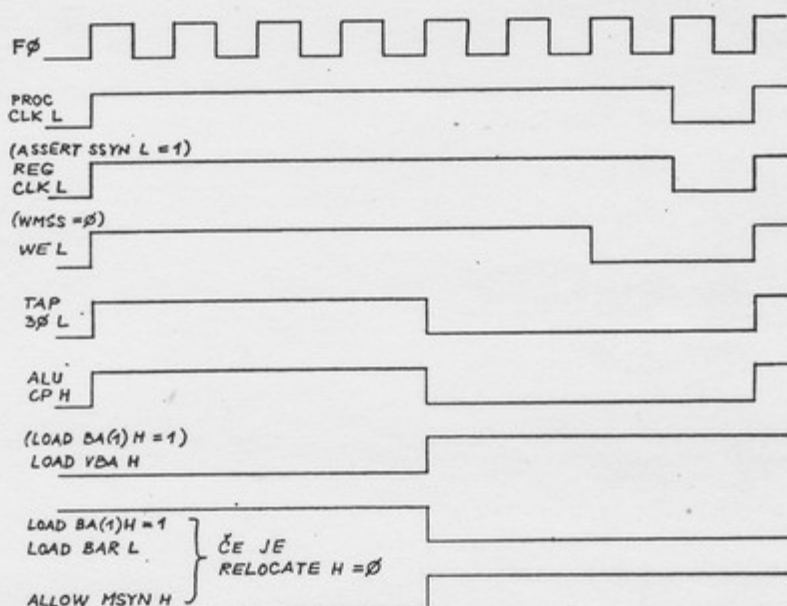 FØ
PROC
CLK L
(ASSERT SSYN L = 1)
REG
CLK L
(WMSS = Ø)
WE L
TAP
3Ø L
ALU
CP H
(LOAD BA(1) H = 1)
LOAD VBA H
LOAD BA(1) H = 1
LOAD BAR L
ČE JE
RELOCATE H = Ø
ALLOW MSYN H